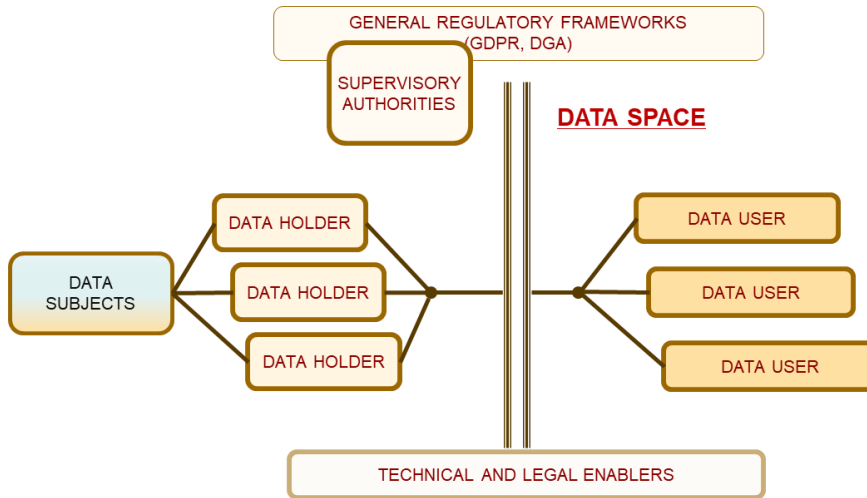 GENERAL REGULATORY FRAMEWORKS
(GDPR, DGA)
SUPERVISORY
AUTHORITIES
DATA SPACE
DATA HOLDER
DATA USER
DATA
SUBJECTS
DATA HOLDER
DATA USER
DATA HOLDER
DATA USER
TECHNICAL AND LEGAL ENABLERS